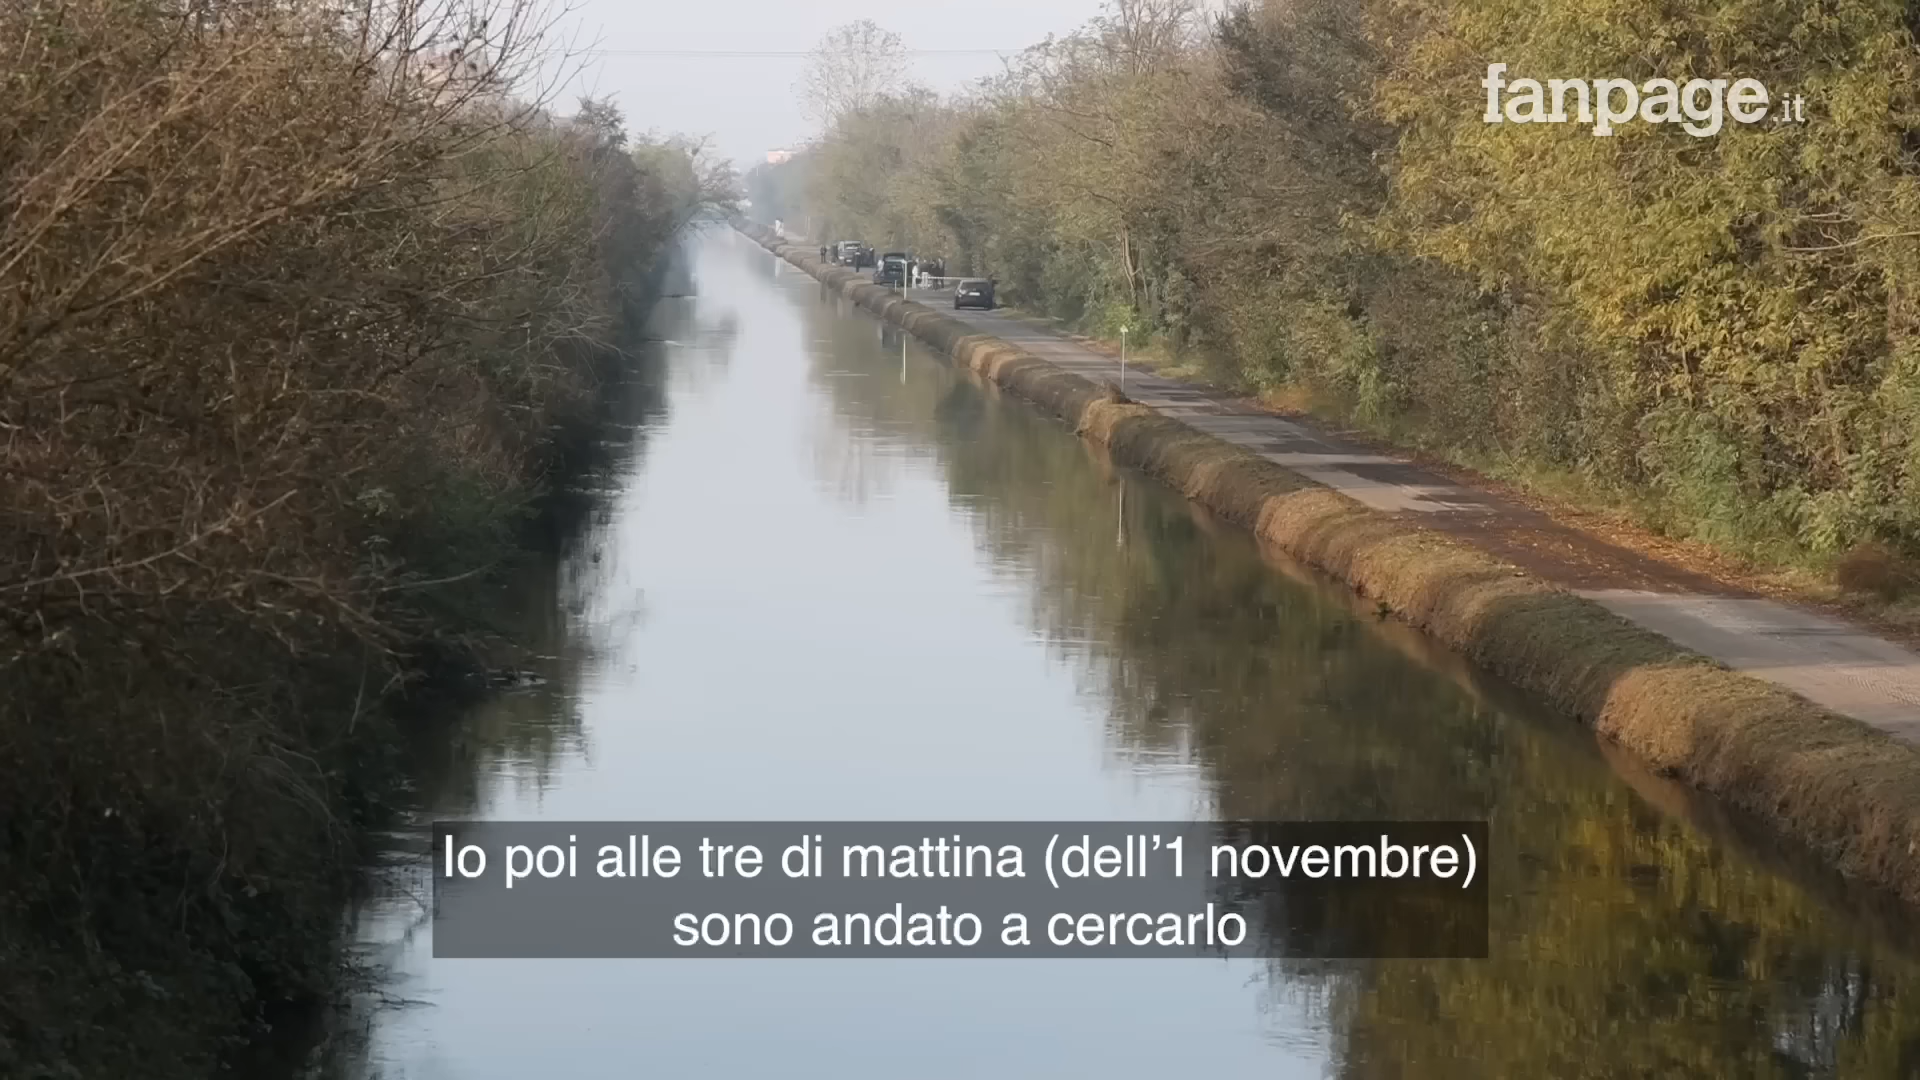 fanpage.it
Io poi alle tre di mattina (dell’1 novembre)
sono andato a cercarlo